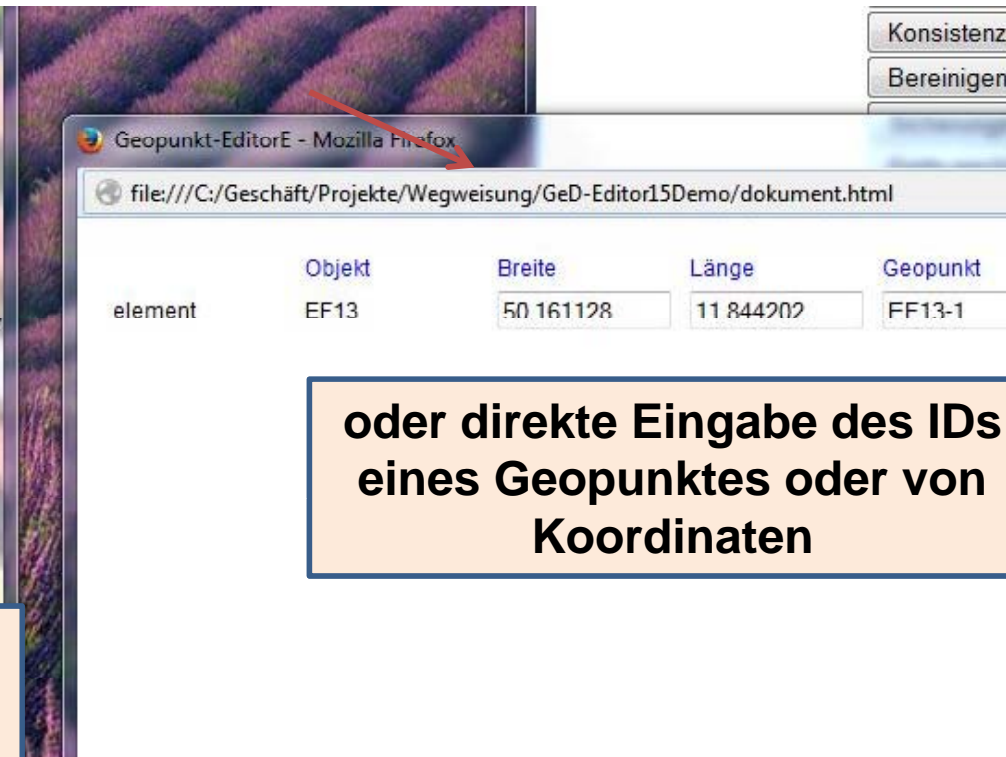 Konsistenz
Bereinigen
Geopunkt-EditorE - Mozilla Firefox
file:///C:/Geschäft/Projekte/Wegweisung/GeD-Editor15Demo/dokument.html
Objekt Breite Länge Geopunkt
element EF13 50.161128 11.844202 EF13-1
oder direkte Eingabe des IDs
eines Geopunktes oder von
Koordinaten